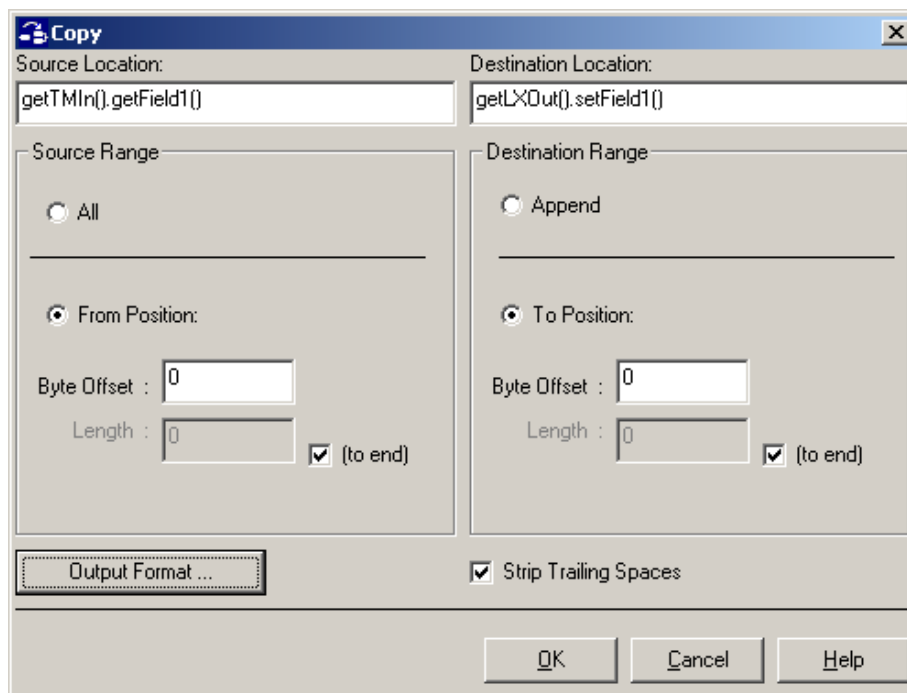 Copy
Source Location:
Destination Location:
getTMIn().getField1()
getLXOut().setField1()
Source Range
Destination Range
All
Append
From Position:
To Position:
Byte Offset : 0
Byte Offset : 0
Length : 0
(to end)
Length : 0
(to end)
Output Format ...
Strip Trailing Spaces
OK
Cancel
Help